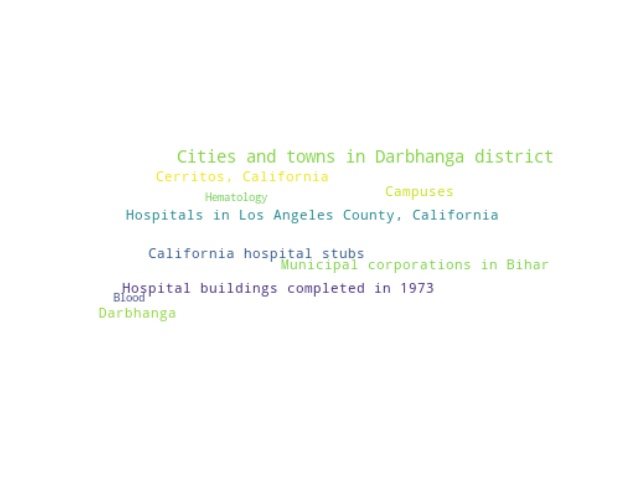 Cities and towns in Darbhanga district
Cerritos, California
Campuses
Hematology
Hospitals in Los Angeles County, California
California hospital stubs
Municipal corporations in Bihar
Hospital buildings completed in 1973
Blood
Darbhanga